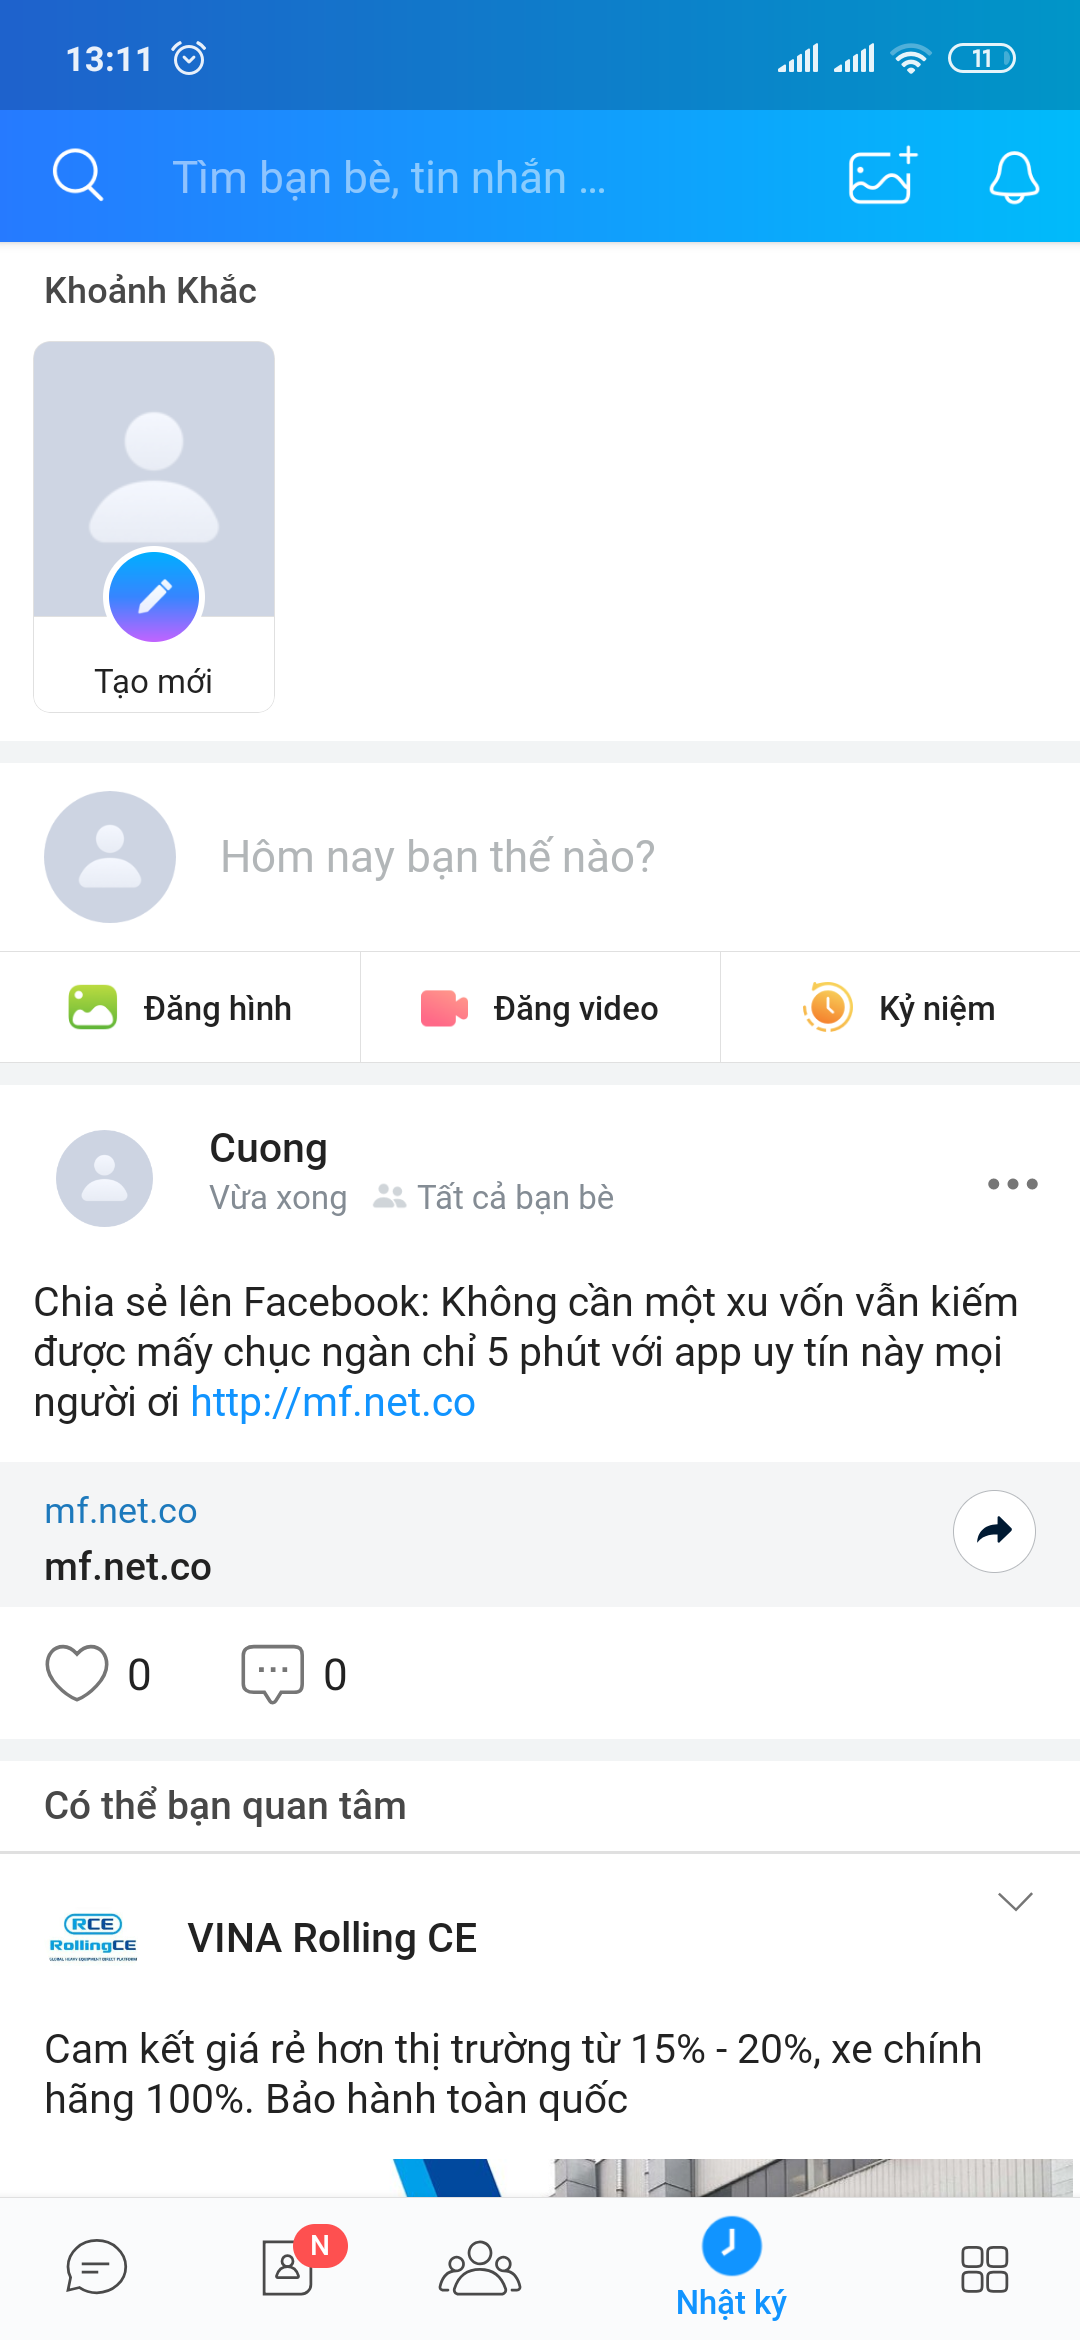 13:11
11
Tìm bạn bè, tin nhắn ...
Khoảnh Khắc
Tạo mới
Hôm nay bạn thế nào?
Đăng hình
Đăng video
Kỷ niệm
Cuong
Vừa xong Tất cả bạn bè
Chia sẻ lên Facebook: Không cần một xu vốn vẫn kiếm
được mấy chục ngàn chỉ 5 phút với app uy tín này mọi
người ơi http://mf.net.co
mf.net.co
mf.net.co
0 0
Có thể bạn quan tâm
RCE
RollingCE
GLOBAL HEAVY EQUIPMENT DIRECT PLATFORM
VINA Rolling CE
Cam kết giá rẻ hơn thị trường từ 15% - 20%, xe chính
hãng 100%. Bảo hành toàn quốc
N
Nhật ký